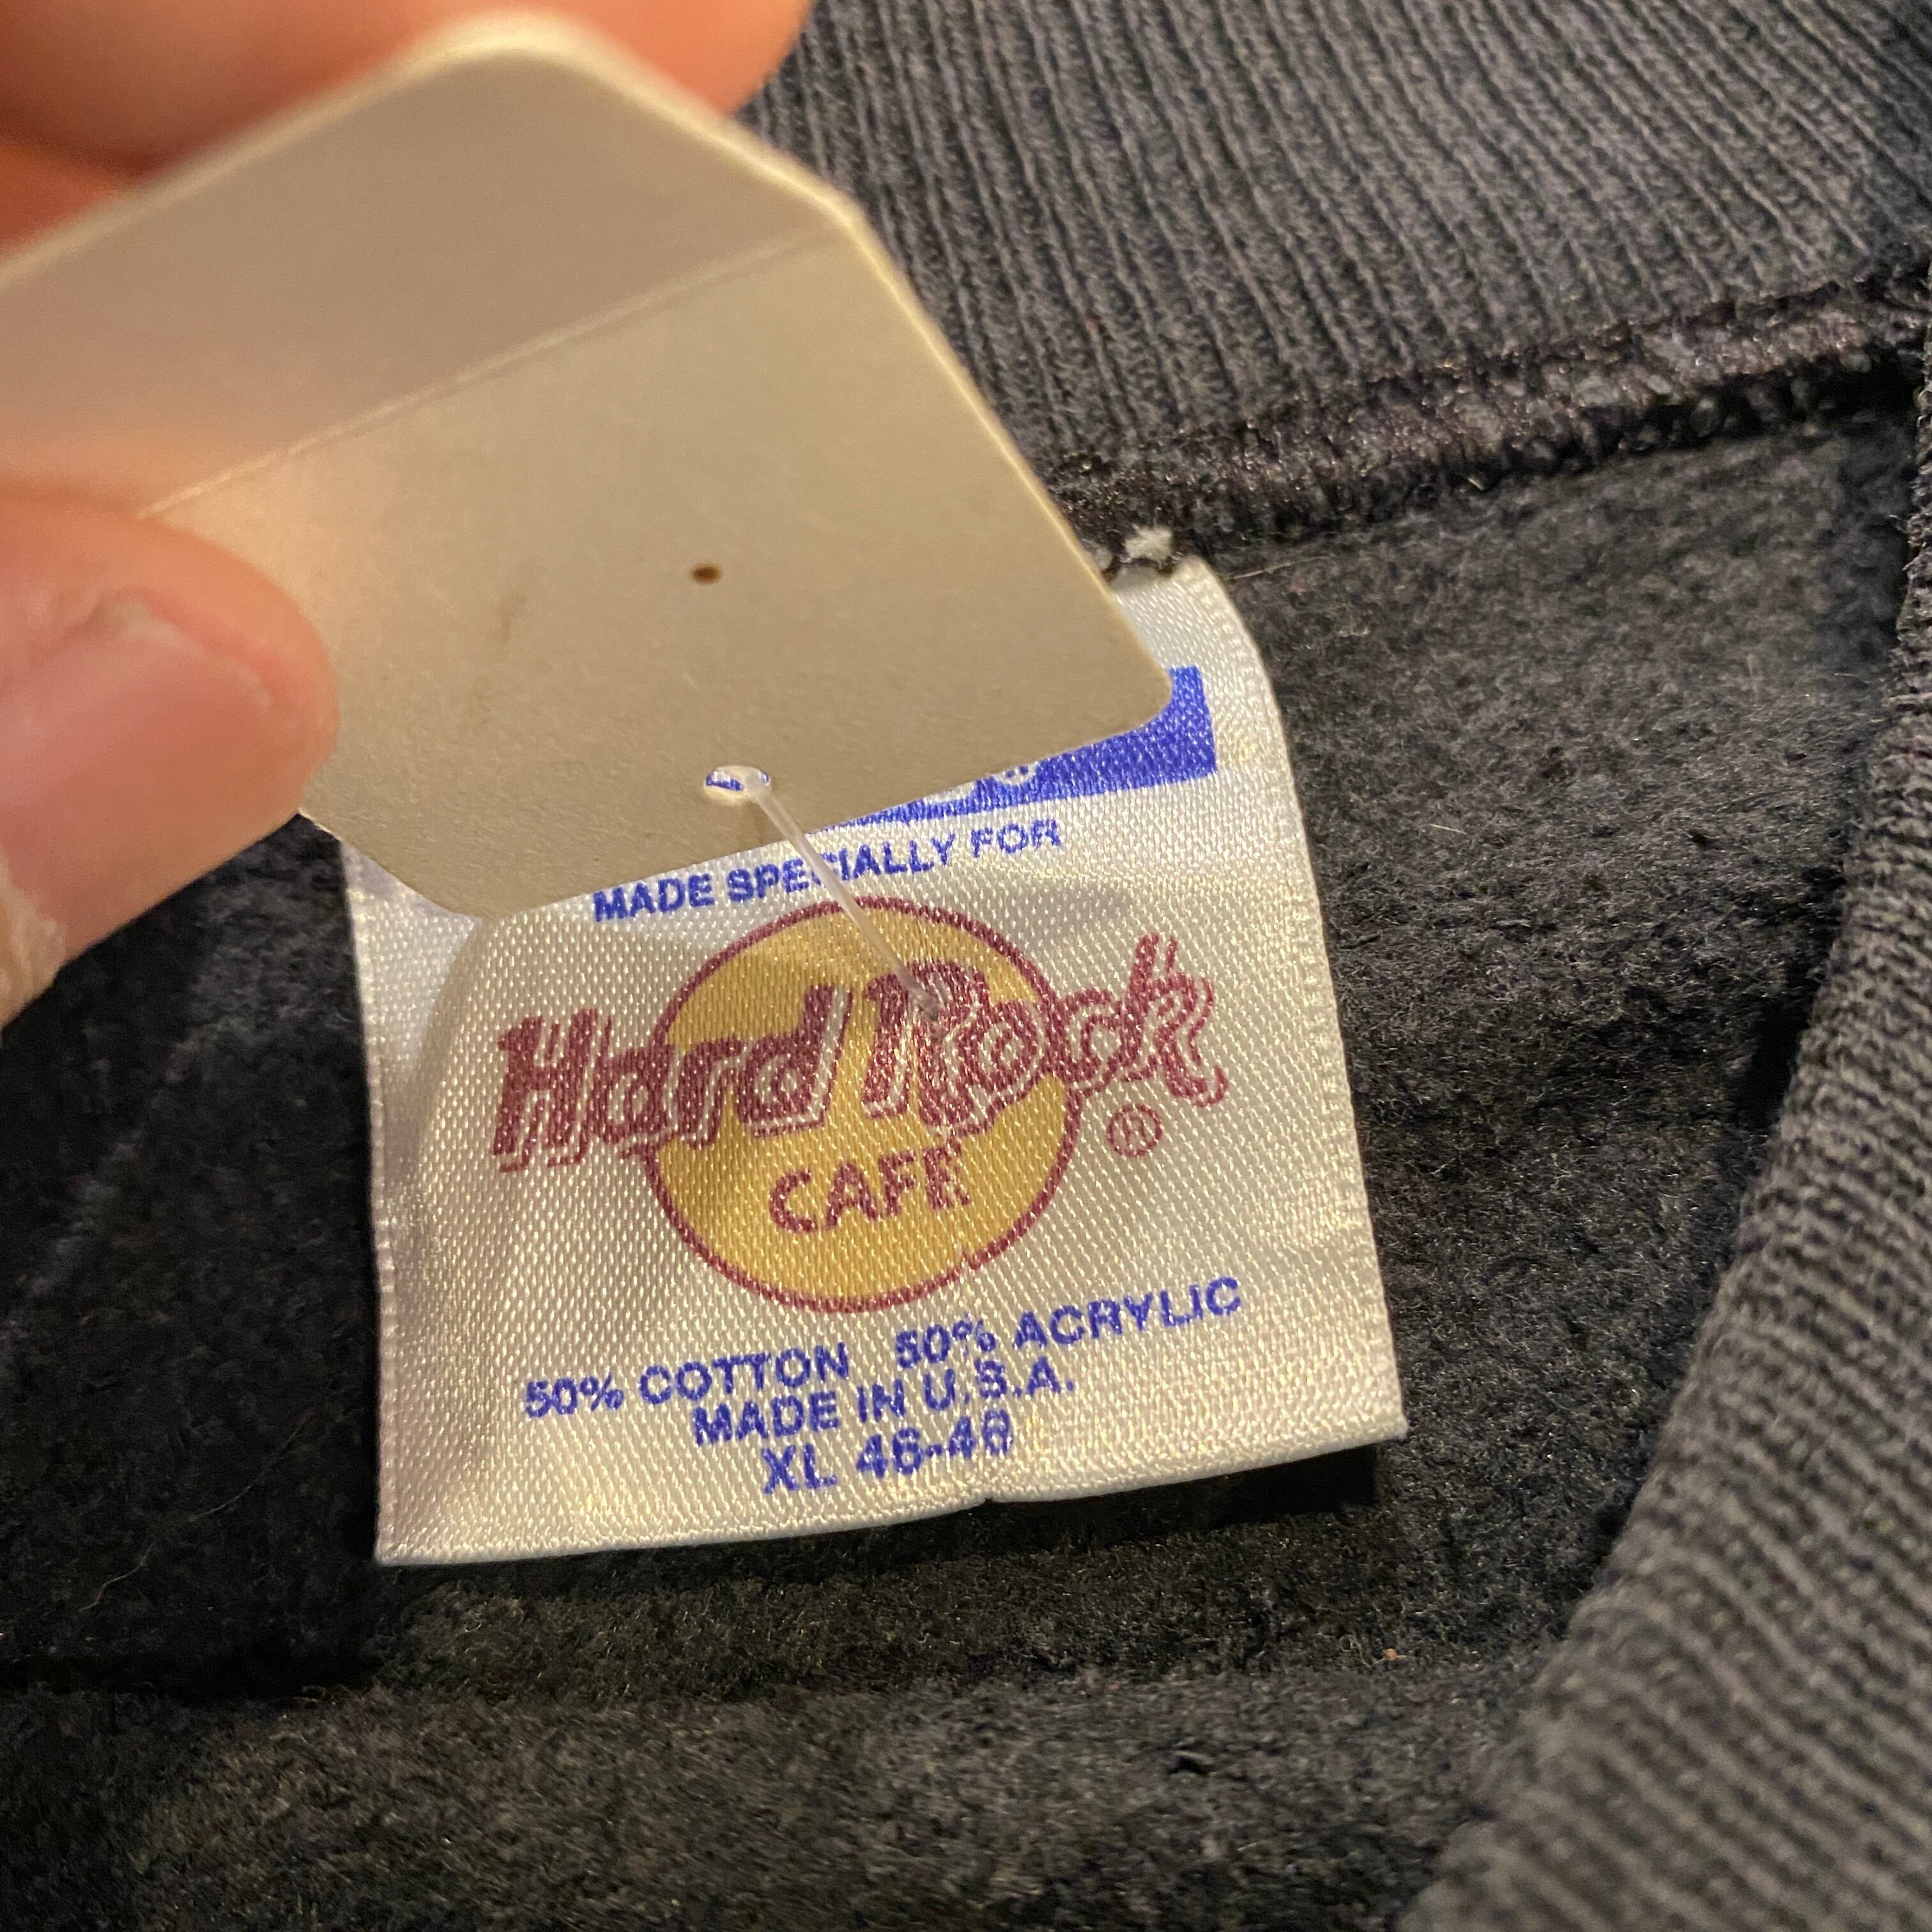 MADE SPECIALLY FOR
Hard Rock ®
CAFE
50% COTTON 50% ACRYLIC
MADE IN U.S.A.
XL 46-48